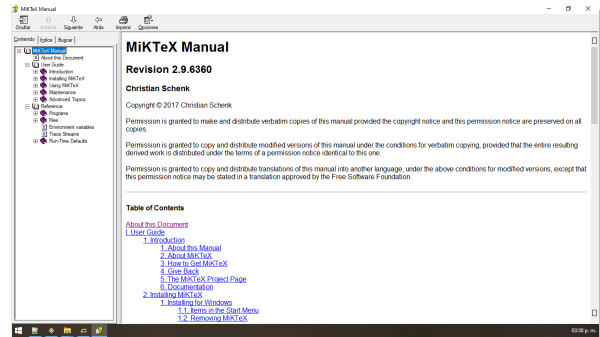 MiKTeX Manual
Ocultar Anterior Siguiente Atrás Imprimir Opciones
Contenido Índice Buscar
MiKTeX Manual
About this Document
User Guide
Introduction
Installing MiKTeX
Using MiKTeX
Maintenance
Advanced Topics
Reference
Programs
Files
Environment variables
Trace Streams
Run-Time Defaults
MiKTeX Manual
Revision 2.9.6360
Christian Schenk
Copyright © 2017 Christian Schenk
Permission is granted to make and distribute verbatim copies of this manual provided the copyright notice and this permission notice are preserved on all
copies.
Permission is granted to copy and distribute modified versions of this manual under the conditions for verbatim copying, provided that the entire resulting
derived work is distributed under the terms of a permission notice identical to this one.
Permission is granted to copy and distribute translations of this manual into another language, under the above conditions for modified versions, except that
this permission notice may be stated in a translation approved by the Free Software Foundation.
Table of Contents
About this Document
I. User Guide
1. Introduction
1. About this Manual
2. About MiKTeX
3. How to Get MiKTeX
4. Give Back
5. The MiKTeX Project Page
6. Documentation
2. Installing MiKTeX
1. Installing for Windows
1.1. Items in the Start Menu
1.2. Removing MiKTeX
03:30 p. m.